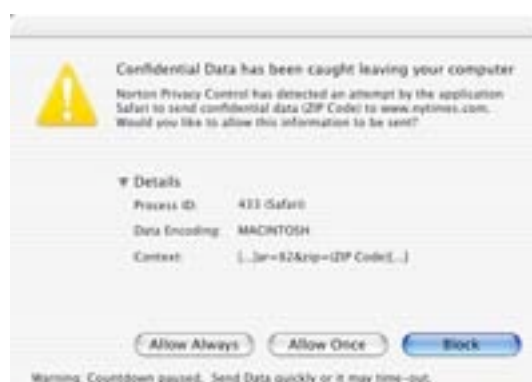 Confidential Data has been caught leaving your computer
Norton Privacy Control has detected an attempt by the application
Safari to send confidential data (ZIP Code) to www.nytimes.com.
Would you like to allow this information to be sent?
▼ Details
Process ID: 433 (Safari)
Data Encoding: MACINTOSH
Context: [...]ar=82&zip=(ZIP Code)[...]
Allow Always Allow Once Block
Warning: Countdown paused. Send Data quickly or it may time-out.